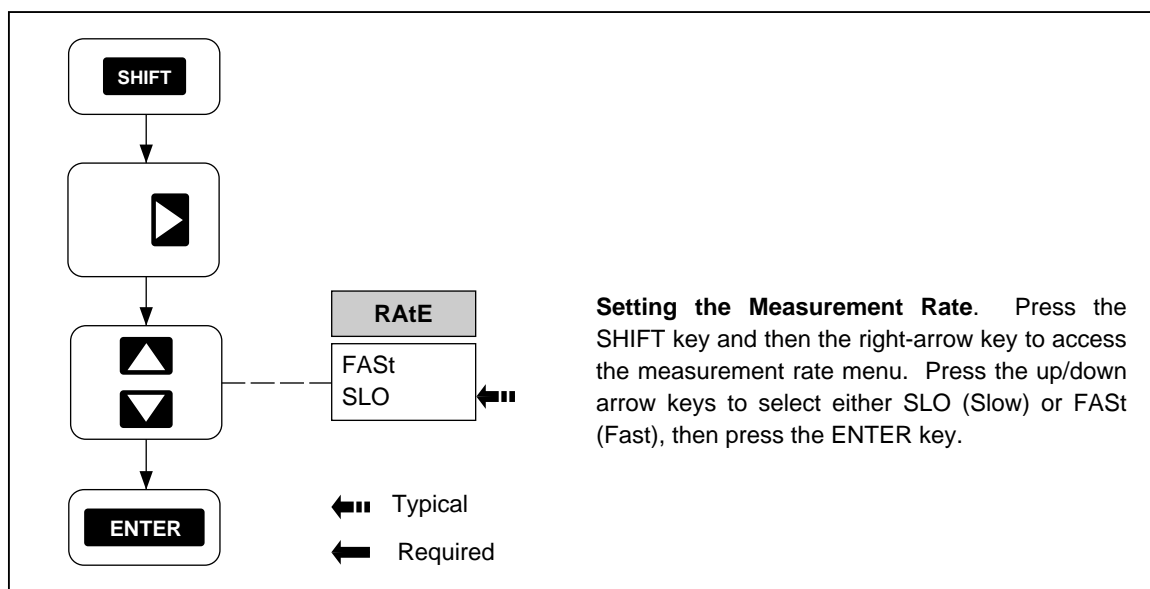 SHIFT
RAtE
FASt
SLO
ENTER
Typical
Required
Setting the Measurement Rate. Press the
SHIFT key and then the right-arrow key to access
the measurement rate menu. Press the up/down
arrow keys to select either SLO (Slow) or FASt
(Fast), then press the ENTER key.